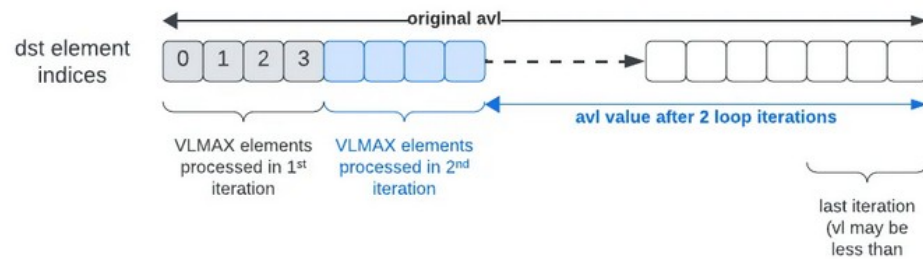 original avl
dst element
indices
0 1 2 3
avl value after 2 loop iterations
VLMAX elements
processed in 1st
iteration
VLMAX elements
processed in 2nd
iteration
last iteration
(vl may be
less than